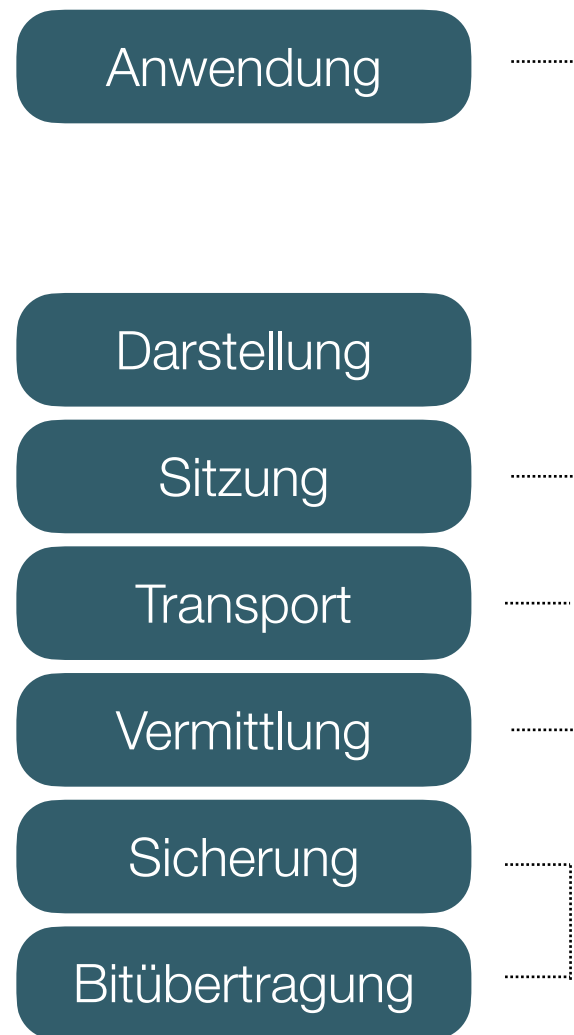 Anwendung
Darstellung
Sitzung
Transport
Vermittlung
Sicherung
Bitübertragung